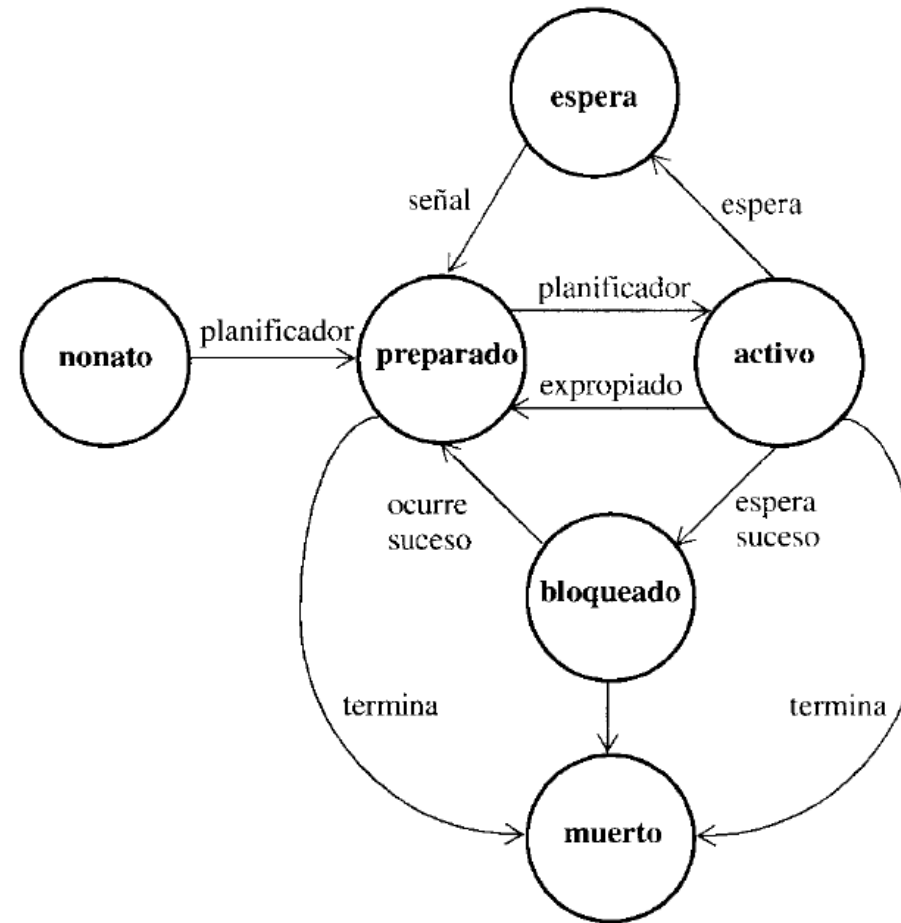 espera
señal
espera
planificador
planificador
nonato
preparado
activo
expropiado
ocurre
suceso
espera
suceso
bloqueado
termina
termina
muerto